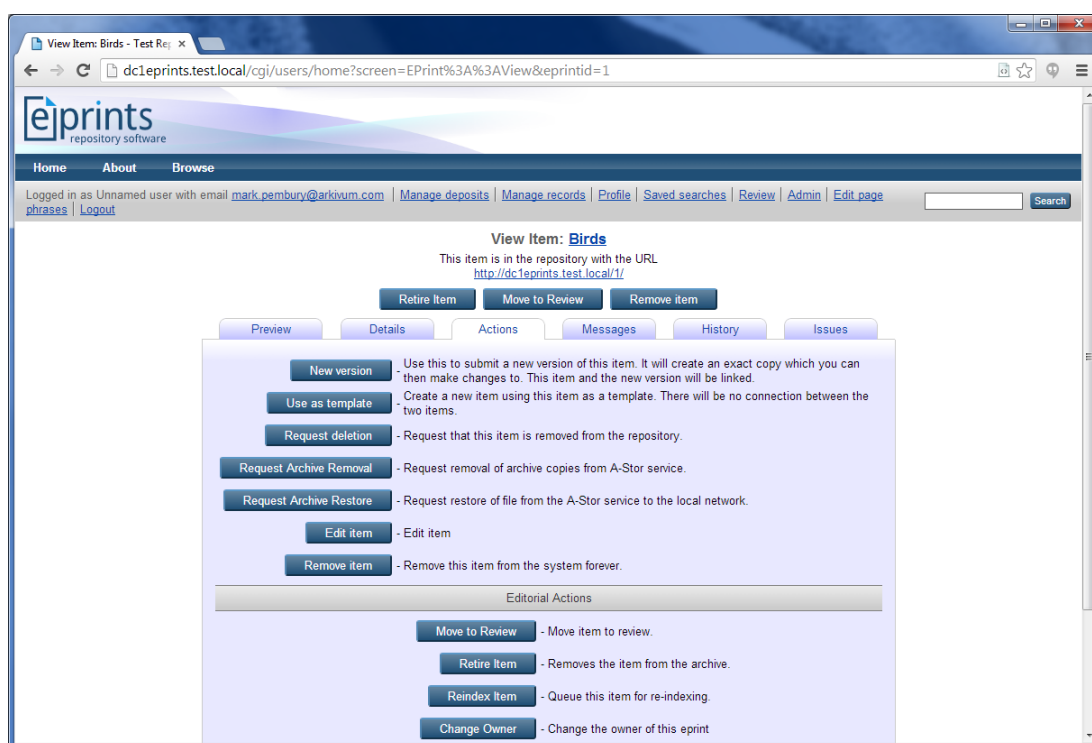 View Item: Birds - Test Rep
dc1eprints.test.local/cgi/users/home?screen=EPrint%3A%3AView&eprintid=1
eprints
repository software
Home About Browse
Logged in as Unnamed user with email mark.pembury@arkivum.com | Manage deposits | Manage records | Profile | Saved searches | Review | Admin | Edit page
phrases | Logout
Search
View Item: Birds
This item is in the repository with the URL
http://dc1eprints.test.local/1/
Retire Item Move to Review Remove item
Preview Details Actions Messages History Issues
New version - Use this to submit a new version of this item. It will create an exact copy which you can
then make changes to. This item and the new version will be linked.
Use as template - Create a new item using this item as a template. There will be no connection between the
two items.
Request deletion - Request that this item is removed from the repository.
Request Archive Removal - Request removal of archive copies from A-Stor service.
Request Archive Restore - Request restore of file from the A-Stor service to the local network.
Edit item - Edit item
Remove item - Remove this item from the system forever.
Editorial Actions
Move to Review - Move item to review.
Retire Item - Removes the item from the archive.
Reindex Item - Queue this item for re-indexing.
Change Owner - Change the owner of this eprint